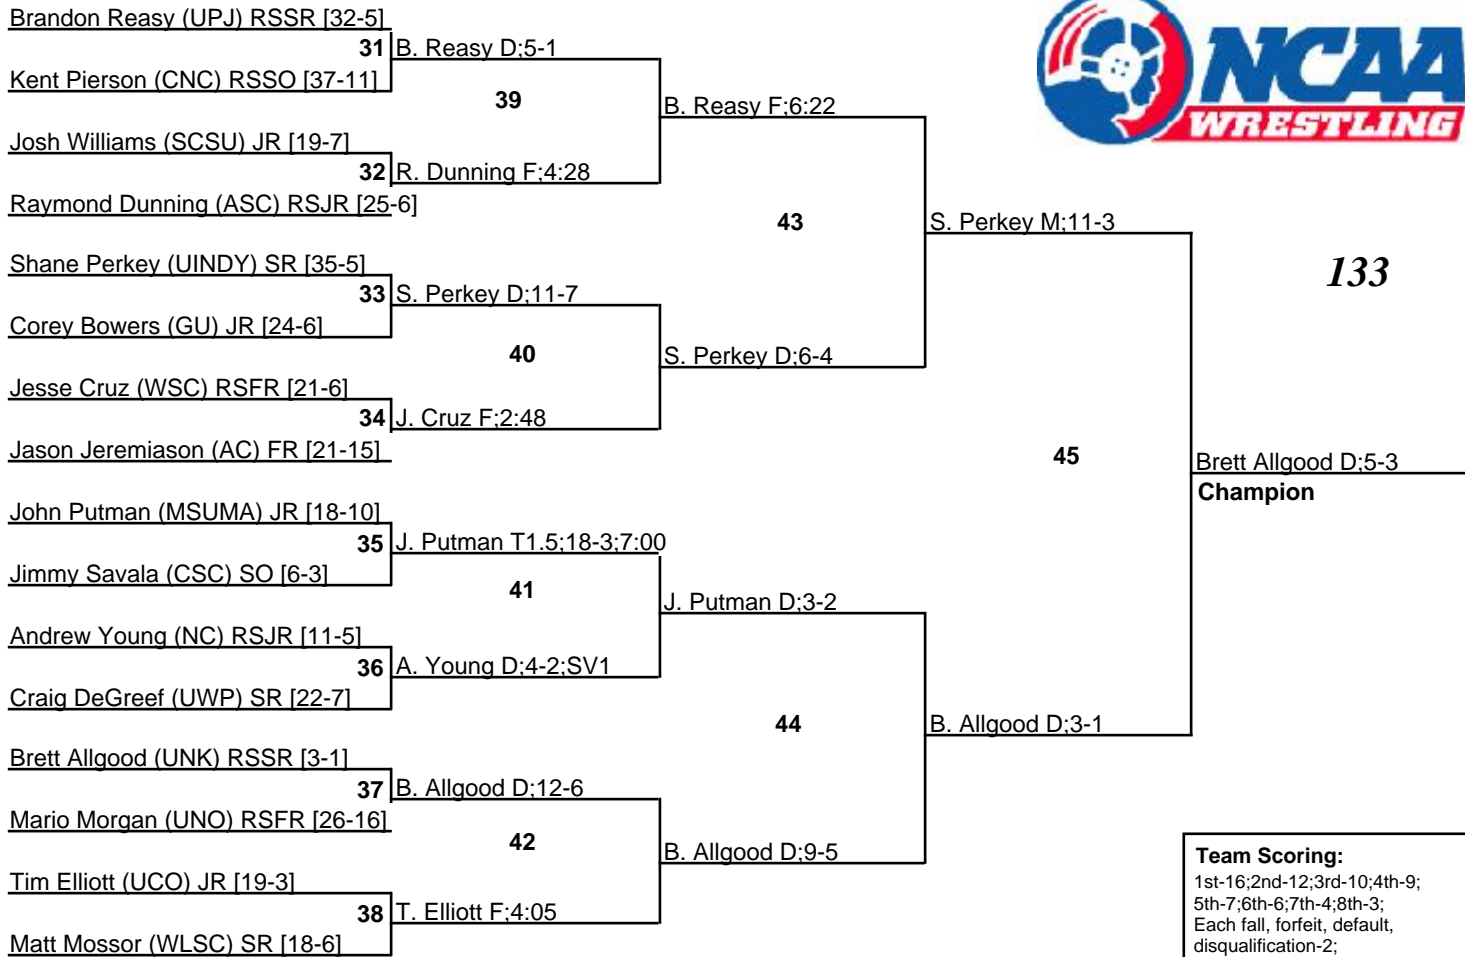 Brandon Reasy (UPJ) RSSR [32-5]
31 B. Reasy D;5-1
Kent Pierson (CNC) RSSO [37-11]
39
B. Reasy F;6:22
Josh Williams (SCSU) JR [19-7]
32 R. Dunning F;4:28
Raymond Dunning (ASC) RSJR [25-6]
43
S. Perkey M;11-3
Shane Perkey (UINDY) SR [35-5]
33 S. Perkey D;11-7
Corey Bowers (GU) JR [24-6]
40
S. Perkey D;6-4
Jesse Cruz (WSC) RSFR [21-6]
34 J. Cruz F;2:48
Jason Jeremiason (AC) FR [21-15]
45
Brett Allgood D;5-3
Champion
John Putman (MSUMA) JR [18-10]
35 J. Putman T1.5;18-3;7:00
Jimmy Savala (CSC) SO [6-3]
41
J. Putman D;3-2
Andrew Young (NC) RSJR [11-5]
36 A. Young D;4-2;SV1
Craig DeGreef (UWP) SR [22-7]
44
B. Allgood D;3-1
Brett Allgood (UNK) RSSR [3-1]
37 B. Allgood D;12-6
Mario Morgan (UNO) RSFR [26-16]
42
B. Allgood D;9-5
Tim Elliott (UCO) JR [19-3]
38 T. Elliott F;4:05
Matt Mossor (WLSC) SR [18-6]
NCAA
WRESTLING
133
Team Scoring:
1st-16;2nd-12;3rd-10;4th-9;
5th-7;6th-6;7th-4;8th-3;
Each fall, forfeit, default,
disqualification-2;